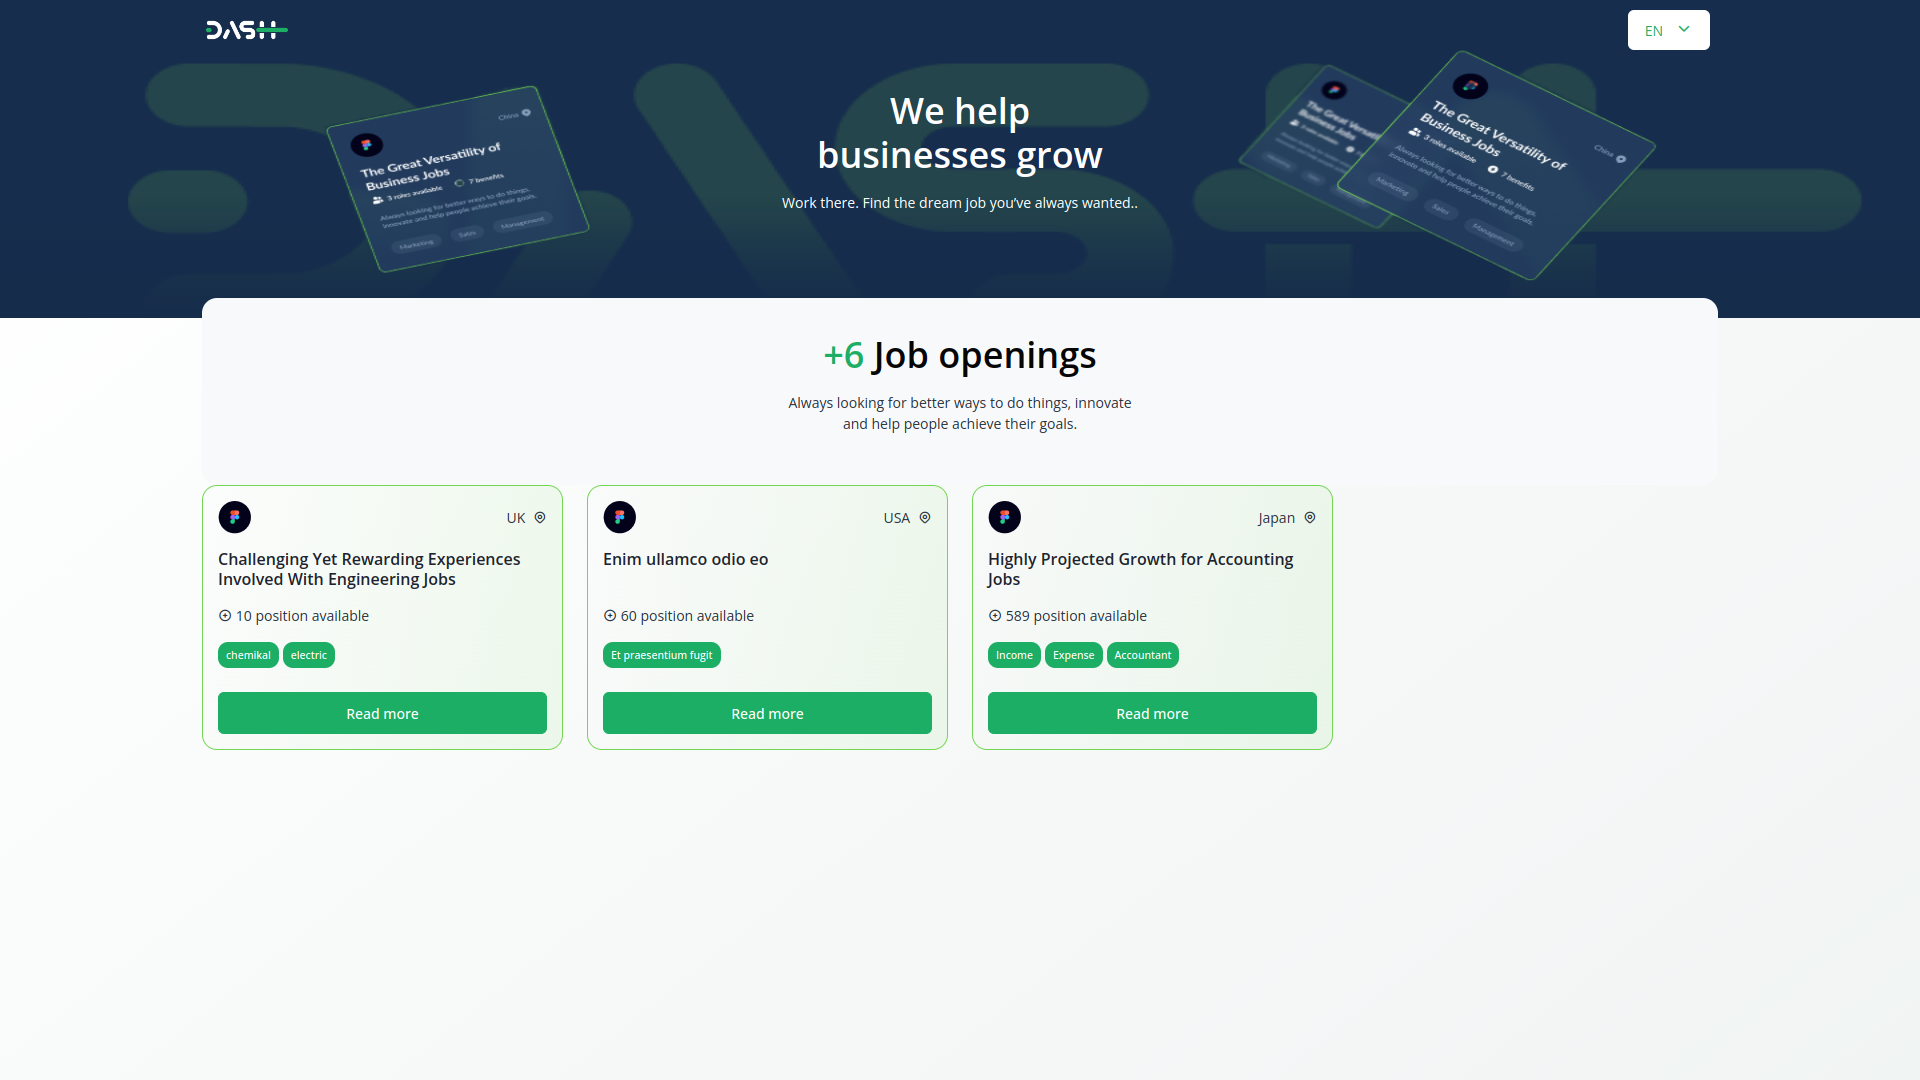 DASH
EN
We help
businesses grow
Work there. Find the dream job you’ve always wanted..
China
The Great Versatility of
Business Jobs
3 roles available
7 benefits
Always looking for better ways to do things,
innovate and help people achieve their goals.
Marketing
Sales
Management
The Great Versatility of
Business Jobs
China
3 roles available
7 benefits
Always looking for better ways to do things,
innovate and help people achieve their goals.
Marketing
Sales
Management
+6 Job openings
Always looking for better ways to do things, innovate
and help people achieve their goals.
UK
Challenging Yet Rewarding Experiences
Involved With Engineering Jobs
10 position available
chemikal electric
Read more
USA
Enim ullamco odio eo
60 position available
Et praesentium fugit
Read more
Japan
Highly Projected Growth for Accounting
Jobs
589 position available
Income Expense Accountant
Read more